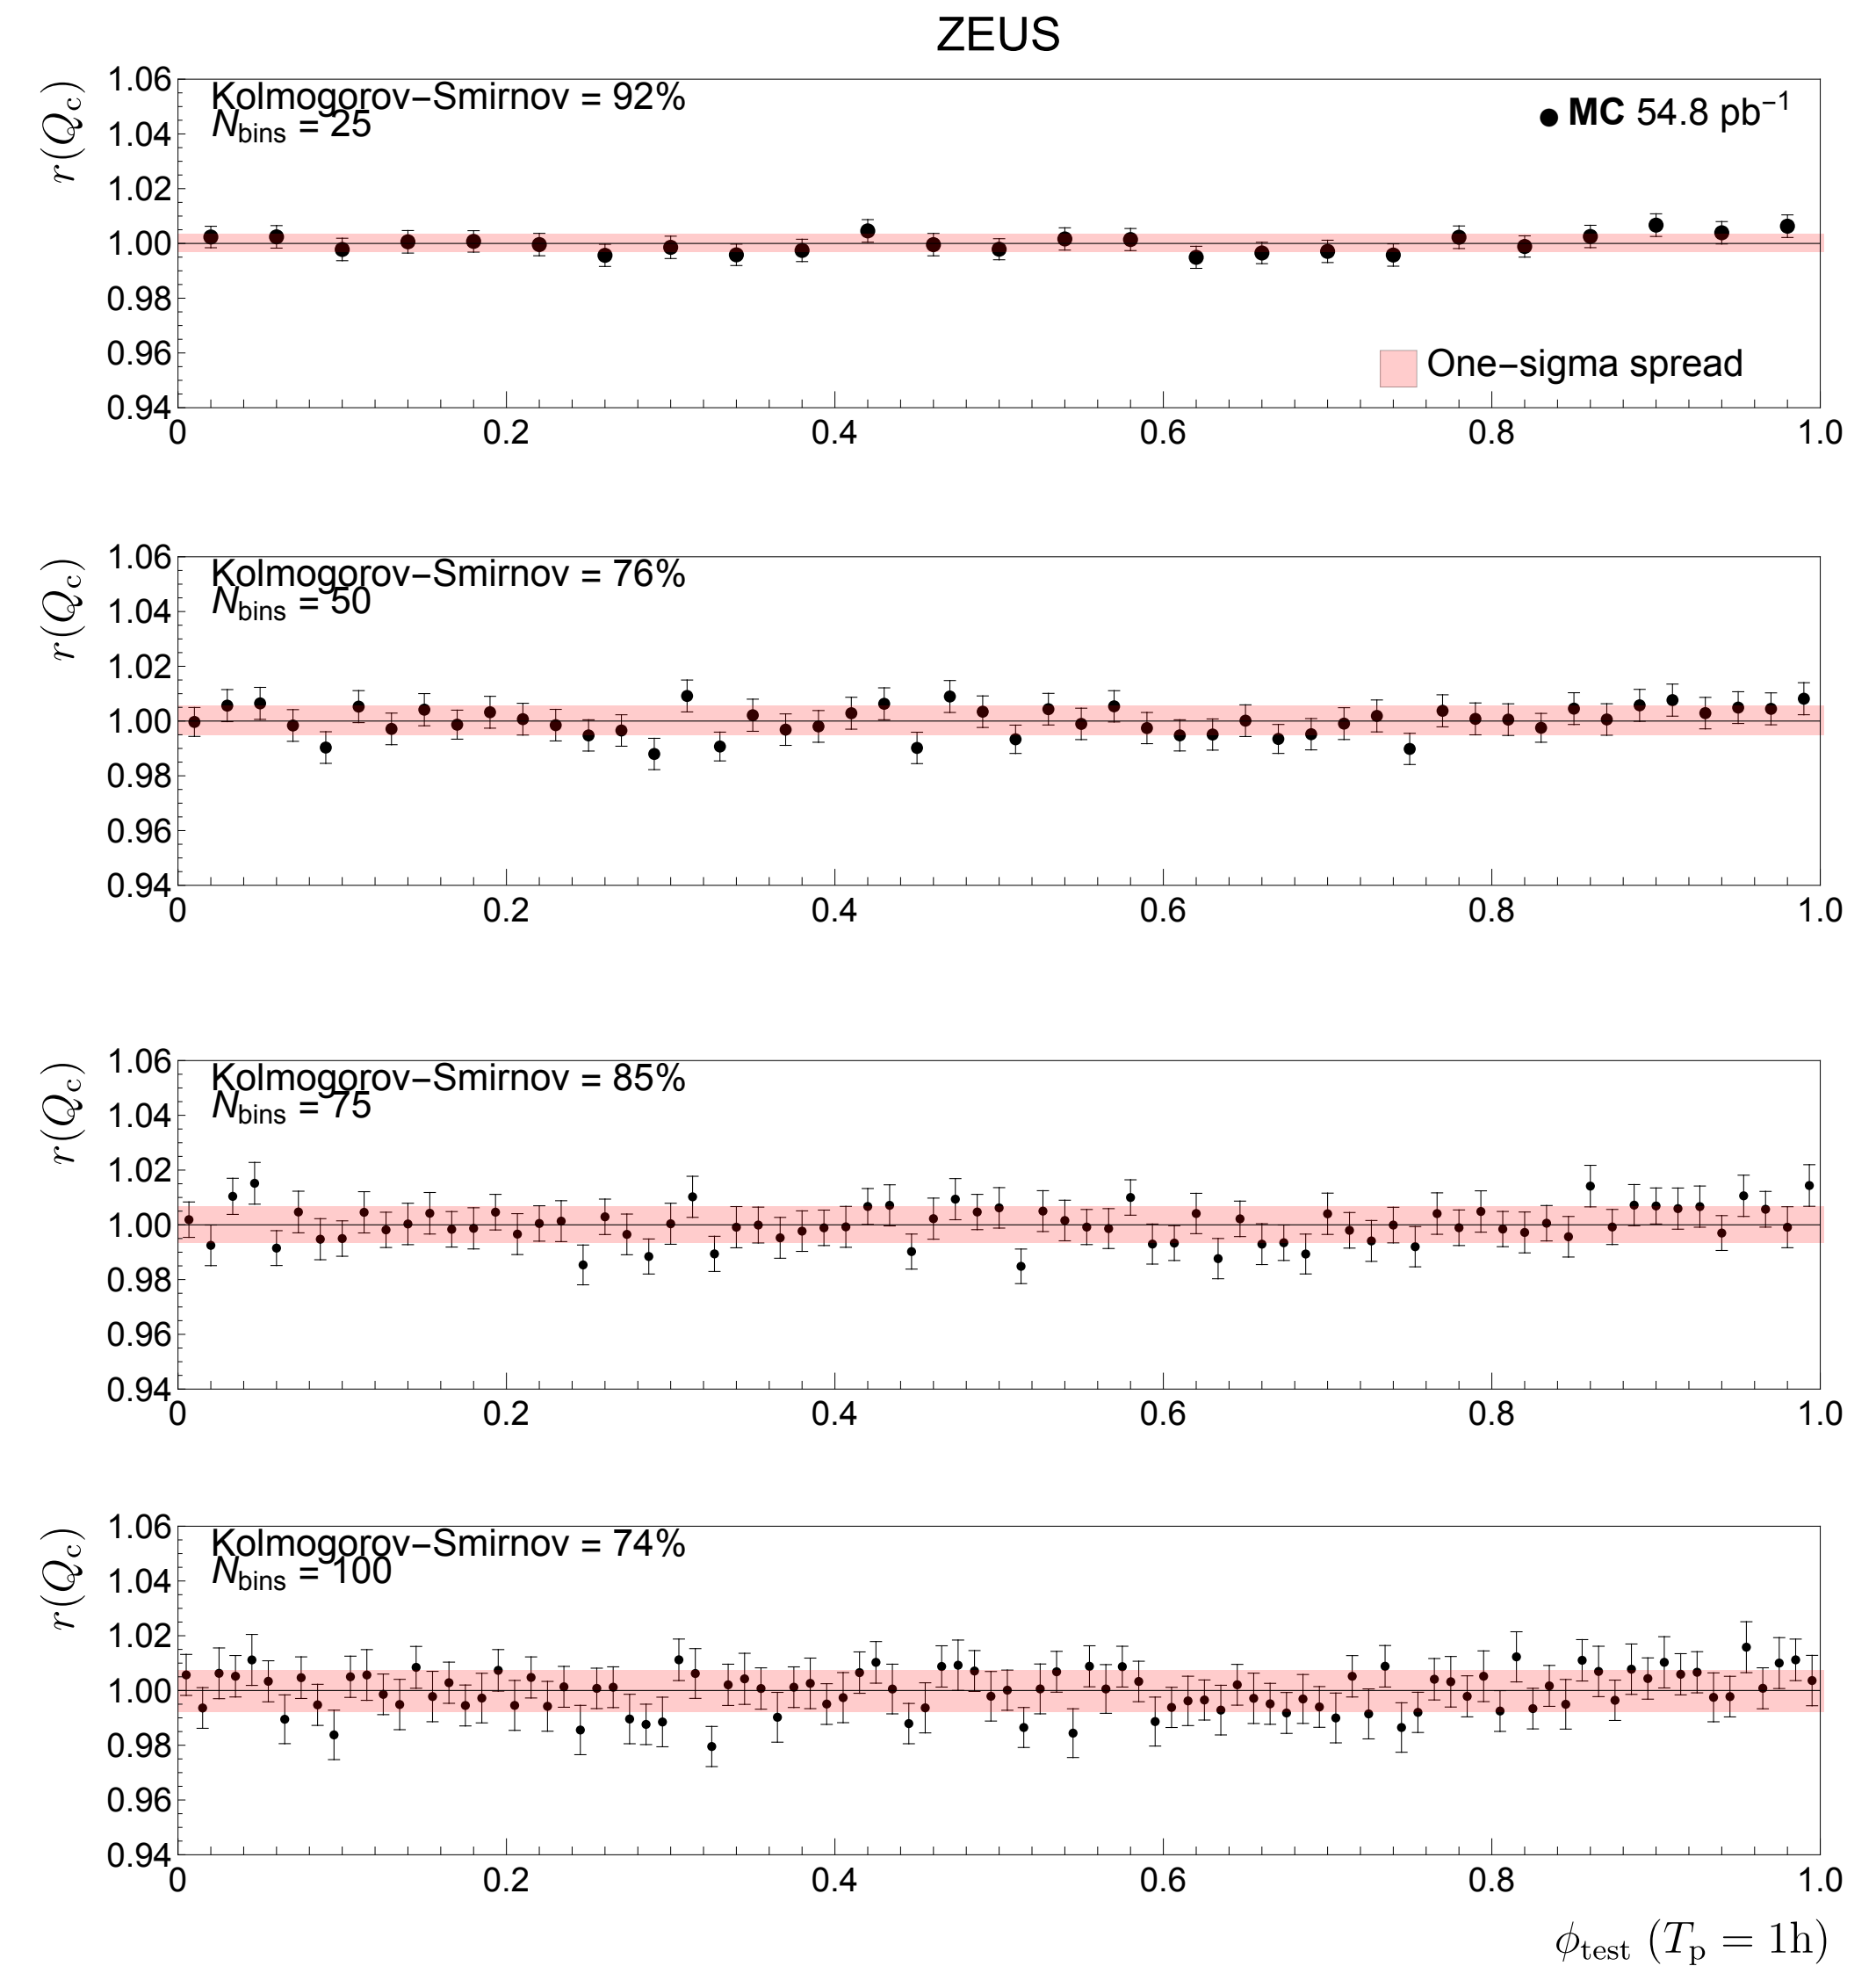 ZEUS
r(Q_c)
1.06
Kolmogorov−Smirnov = 92%
N_bins = 25
MC 54.8 pb⁻¹
1.04
1.02
1.00
0.98
0.96
One−sigma spread
0.94
0 0.2 0.4 0.6 0.8 1.0
r(Q_c)
1.06
Kolmogorov−Smirnov = 76%
N_bins = 50
1.04
1.02
1.00
0.98
0.96
0.94
0 0.2 0.4 0.6 0.8 1.0
r(Q_c)
1.06
Kolmogorov−Smirnov = 85%
N_bins = 75
1.04
1.02
1.00
0.98
0.96
0.94
0 0.2 0.4 0.6 0.8 1.0
r(Q_c)
1.06
Kolmogorov−Smirnov = 74%
N_bins = 100
1.04
1.02
1.00
0.98
0.96
0.94
0 0.2 0.4 0.6 0.8 1.0
ϕ_test (T_p = 1h)